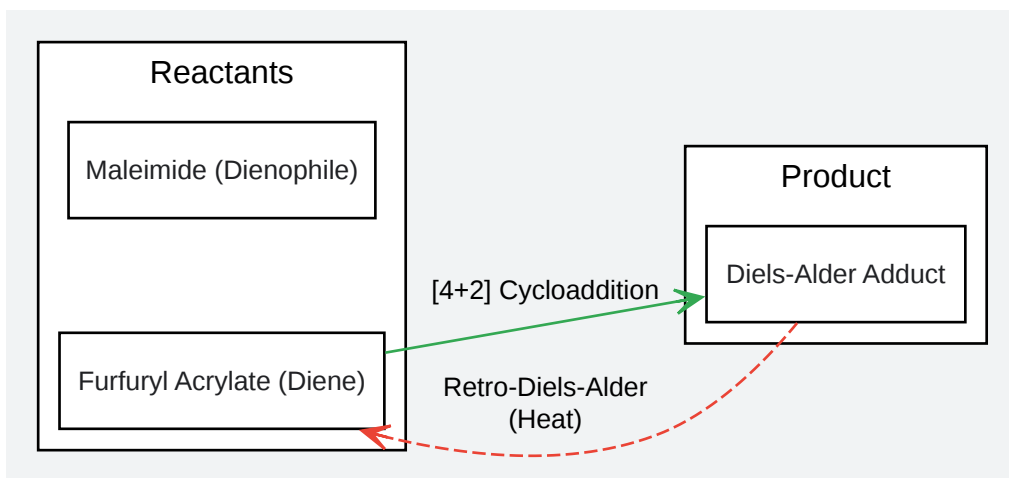 Reactants
Maleimide (Dienophile)
Furfuryl Acrylate (Diene)
[4+2] Cycloaddition
Retro-Diels-Alder
(Heat)
Product
Diels-Alder Adduct